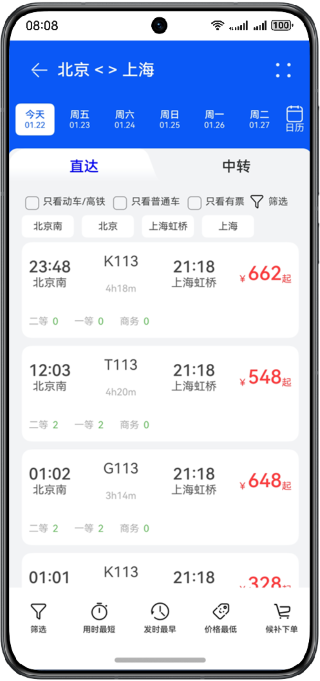 08:08 100
北京 < > 上海
今天 周五 周六 周日 周一 周二
01.22 01.23 01.24 01.25 01.26 01.27 日历
直达 中转
只看动车/高铁 只看普通车 只看有票 筛选
北京南 北京 上海虹桥 上海
23:48 K113 21:18 ¥662起
北京南 4h18m 上海虹桥
二等 0 一等 0 商务 0
12:03 T113 21:18 ¥548起
北京南 4h20m 上海虹桥
二等 2 一等 2 商务 0
01:02 G113 21:18 ¥648起
北京南 3h14m 上海虹桥
二等 2 一等 2 商务 0
01:01 K113 21:18 ¥328起
筛选 用时最短 发时最早 价格最低 候补下单